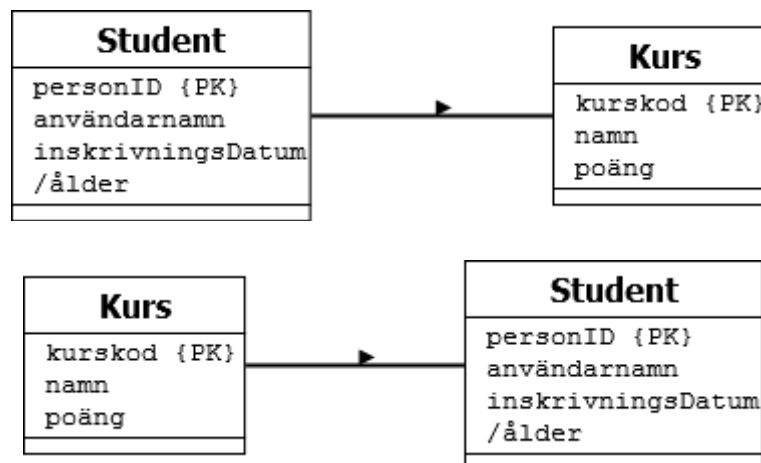 Student
personID {PK}
användarnamn
inskrivningsDatum
/ålder
Kurs
kurskod {PK}
namn
poäng
Kurs
kurskod {PK}
namn
poäng
Student
personID {PK}
användarnamn
inskrivningsDatum
/ålder